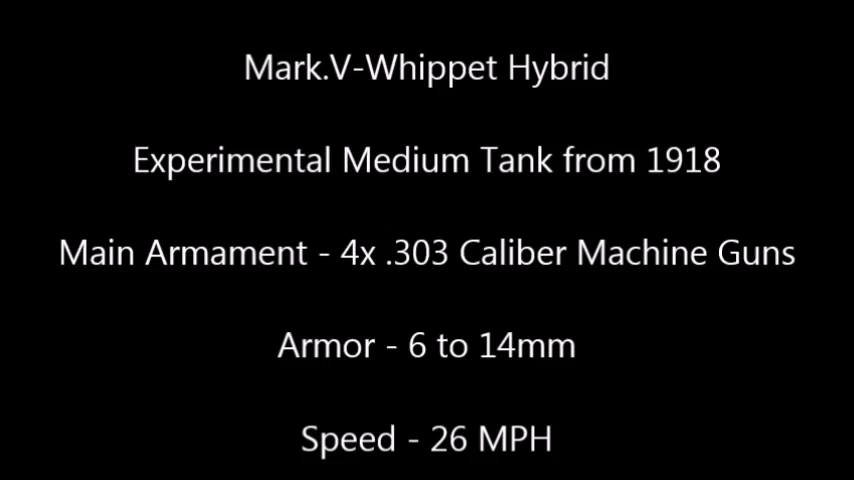 Mark.V-Whippet Hybrid
Experimental Medium Tank from 1918
Main Armament - 4x .303 Caliber Machine Guns
Armor - 6 to 14mm
Speed - 26 MPH